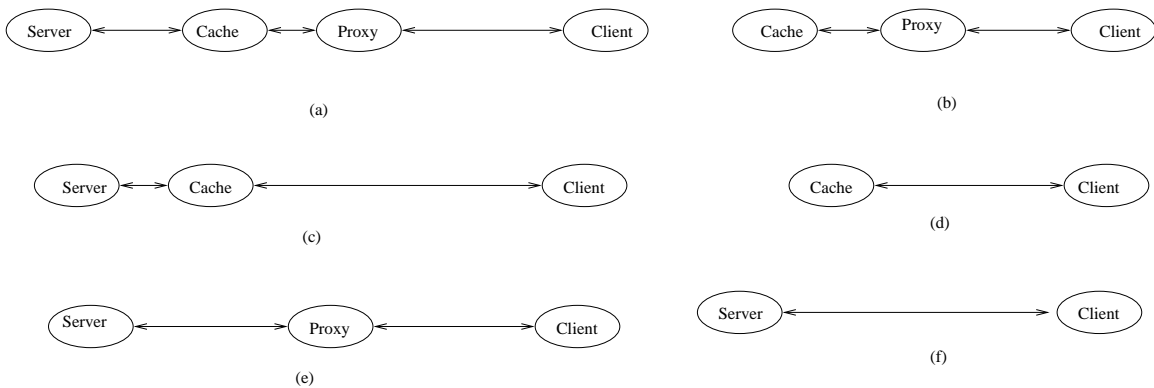 Server Cache Proxy Client
(a)
Cache Proxy Client
(b)
Server Cache Client
(c)
Cache Client
(d)
Server Proxy Client
(e)
Server Client
(f)